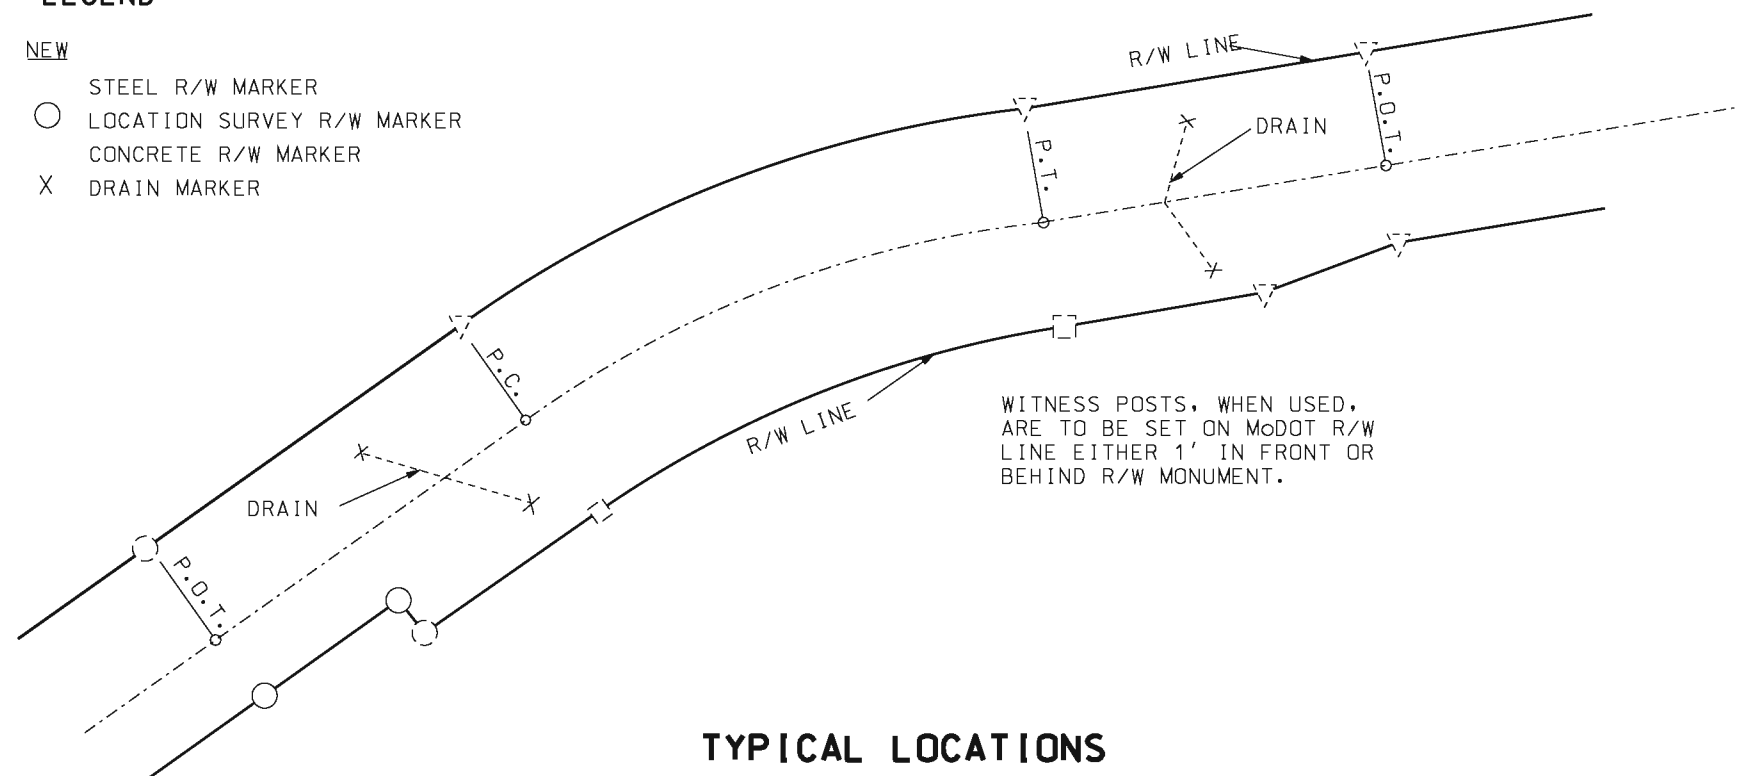 LEGEND
NEW
STEEL R/W MARKER
LOCATION SURVEY R/W MARKER
CONCRETE R/W MARKER
X DRAIN MARKER
R/W LINE
P.O.T.
DRAIN
P.T.
P.C.
R/W LINE
WITNESS POSTS, WHEN USED,
ARE TO BE SET ON MoDOT R/W
LINE EITHER 1' IN FRONT OR
BEHIND R/W MONUMENT.
DRAIN
P.O.T.
TYPICAL LOCATIONS